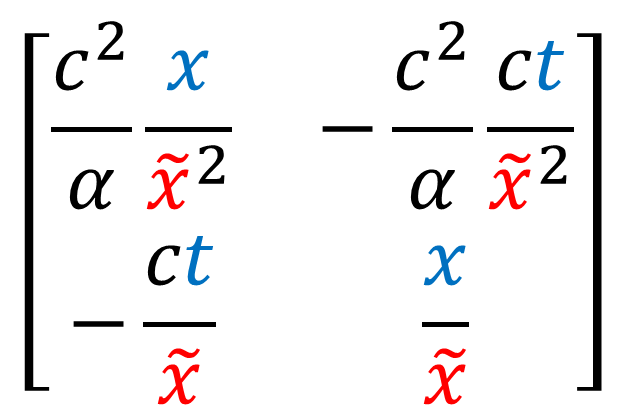 [ c²/α x/x̃²   − c²/α ct/x̃² ]
[ − ct/x̃   x/x̃ ]